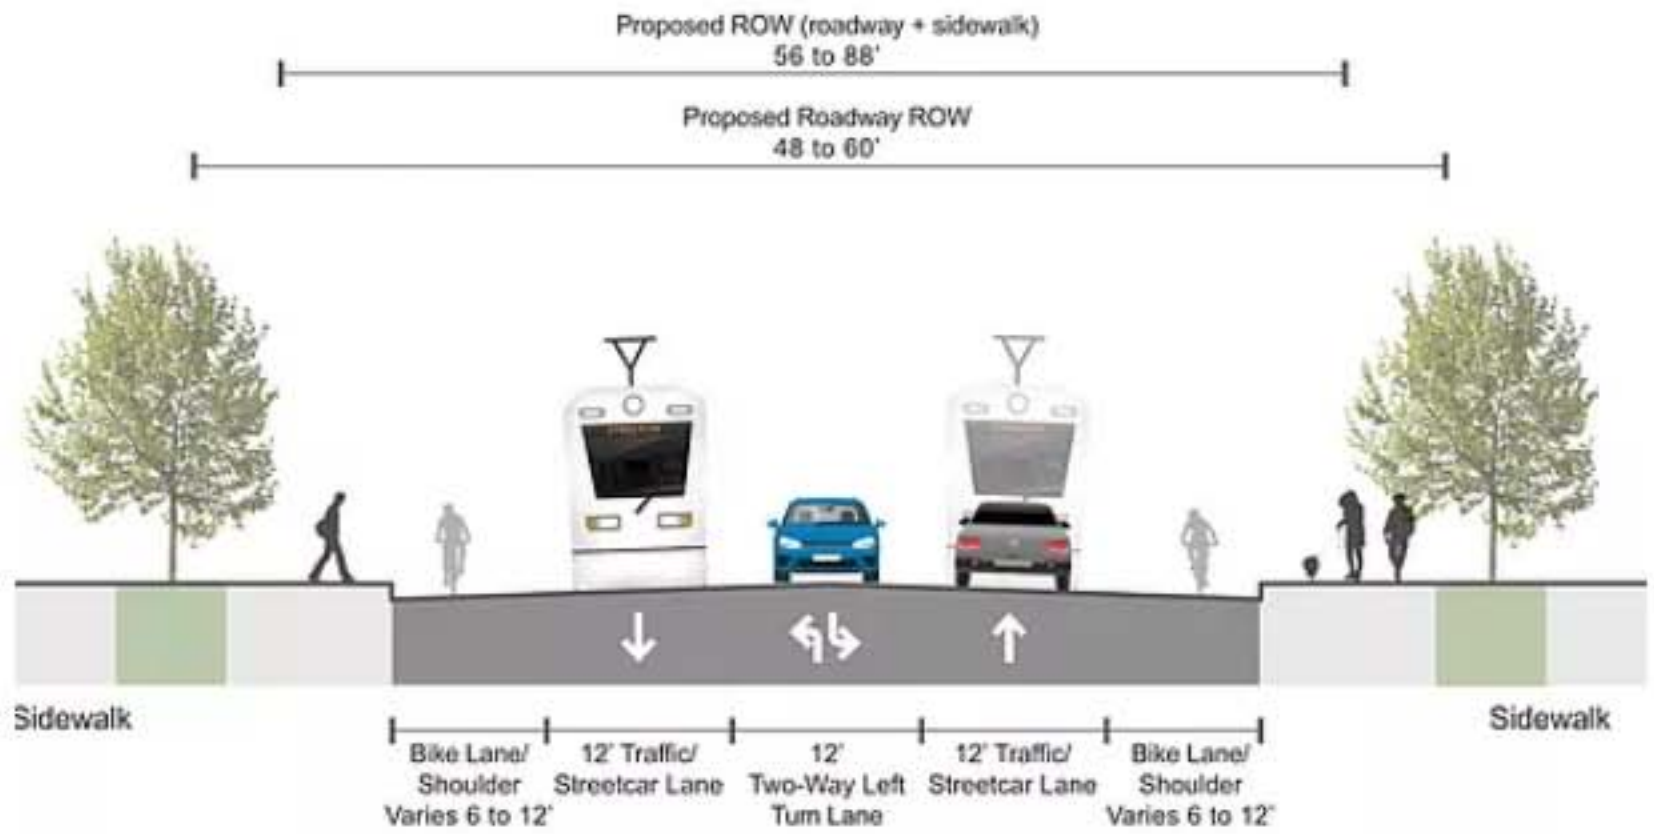 Proposed ROW (roadway + sidewalk)
56 to 88'
Proposed Roadway ROW
48 to 60'
Sidewalk
Sidewalk
Bike Lane/
Shoulder
Varies 6 to 12'
12' Traffic/
Streetcar Lane
12'
Two-Way Left
Turn Lane
12' Traffic/
Streetcar Lane
Bike Lane/
Shoulder
Varies 6 to 12'